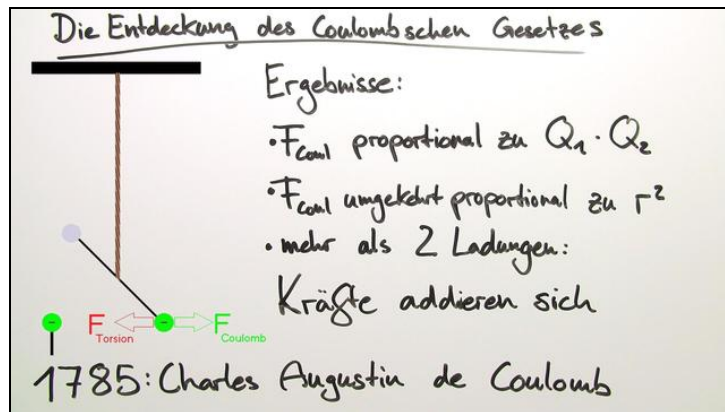 Die Entdeckung des Coulombschen Gesetzes
Ergebnisse:
• F_Coul proportional zu Q₁ · Q₂
• F_Coul umgekehrt proportional zu r²
• mehr als 2 Ladungen:
Kräfte addieren sich
F_Torsion F_Coulomb
1785: Charles Augustin de Coulomb